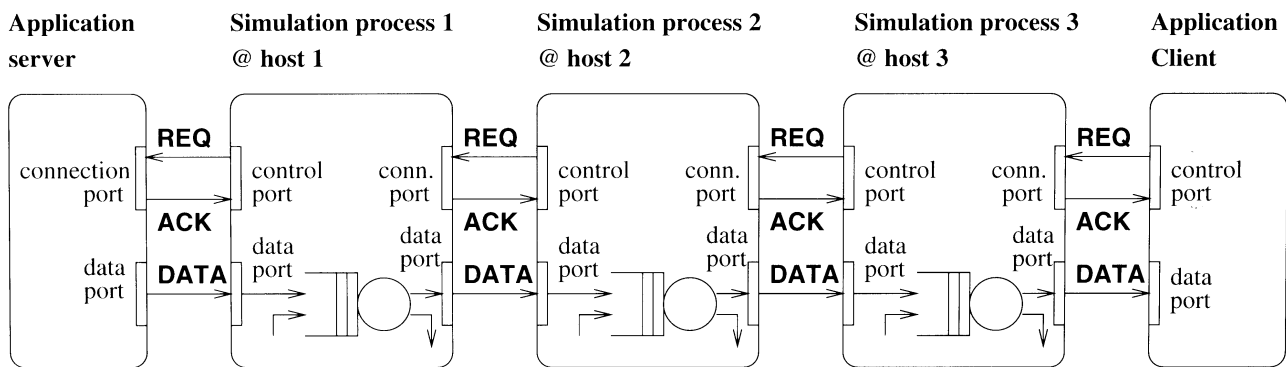 Application
server
Simulation process 1
@ host 1
Simulation process 2
@ host 2
Simulation process 3
@ host 3
Application
Client
REQ
REQ
REQ
REQ
connection
port
control
port
conn.
port
control
port
conn.
port
control
port
conn.
port
control
port
ACK
ACK
ACK
ACK
data
port
DATA
data
port
data
port
DATA
data
port
data
port
DATA
data
port
data
port
DATA
data
port